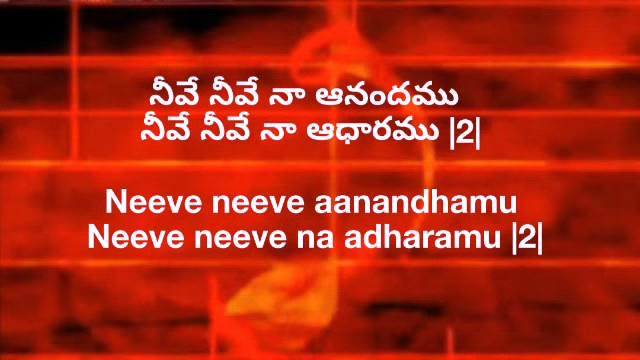 నీవే నీవే నా ఆనందము
నీవే నీవే నా ఆధారము |2|
Neeve neeve aanandhamu
Neeve neeve na adharamu |2|